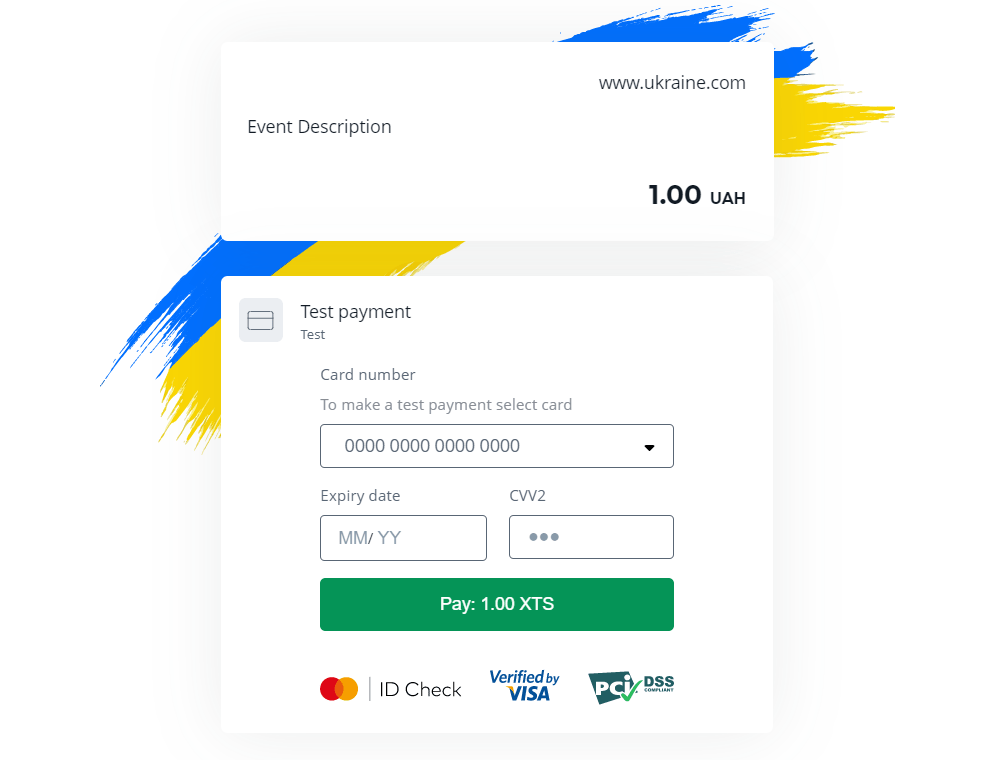 www.ukraine.com
Event Description
1.00 UAH
Test payment
Test
Card number
To make a test payment select card
0000 0000 0000 0000
Expiry date
CVV2
MM/ YY
●●●
Pay: 1.00 XTS
ID Check
Verified by
VISA
PCi DSS
COMPLIANT